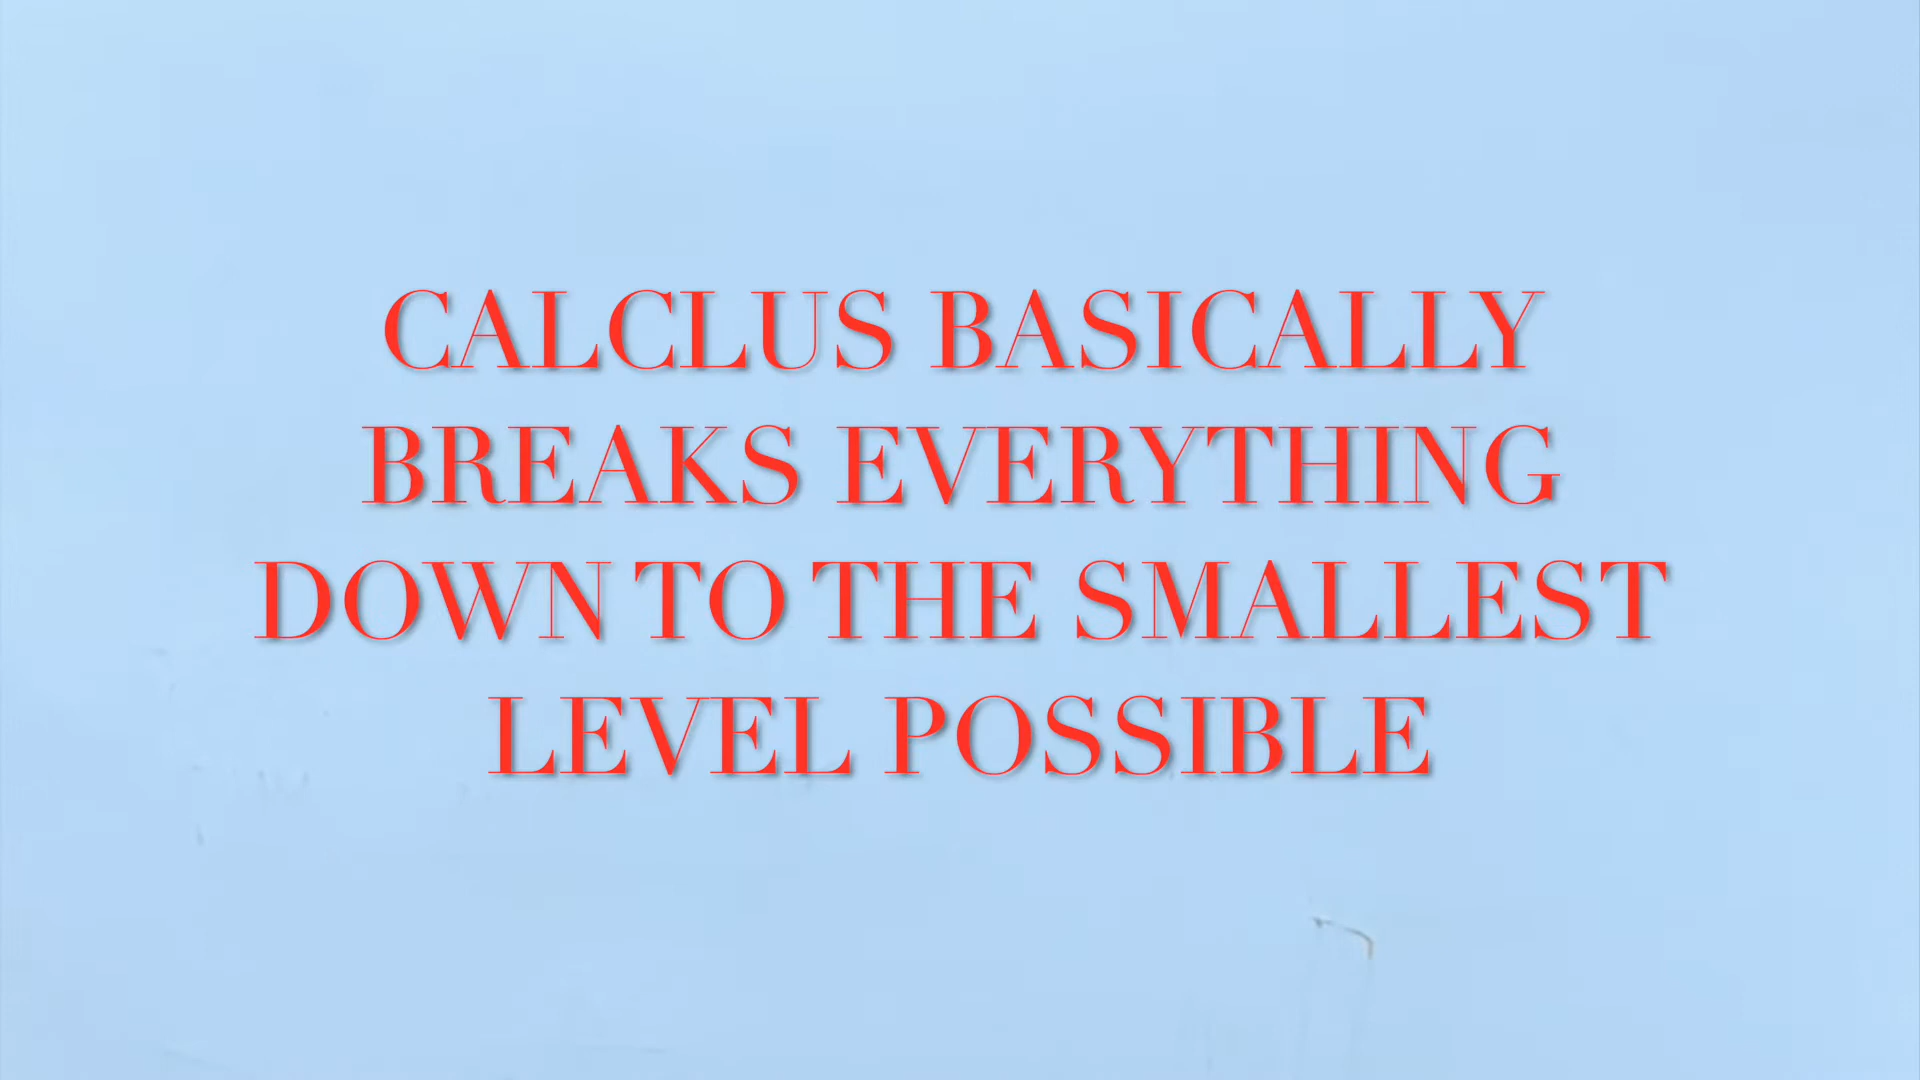 CALCLUS BASICALLY
BREAKS EVERYTHING
DOWN TO THE SMALLEST
LEVEL POSSIBLE